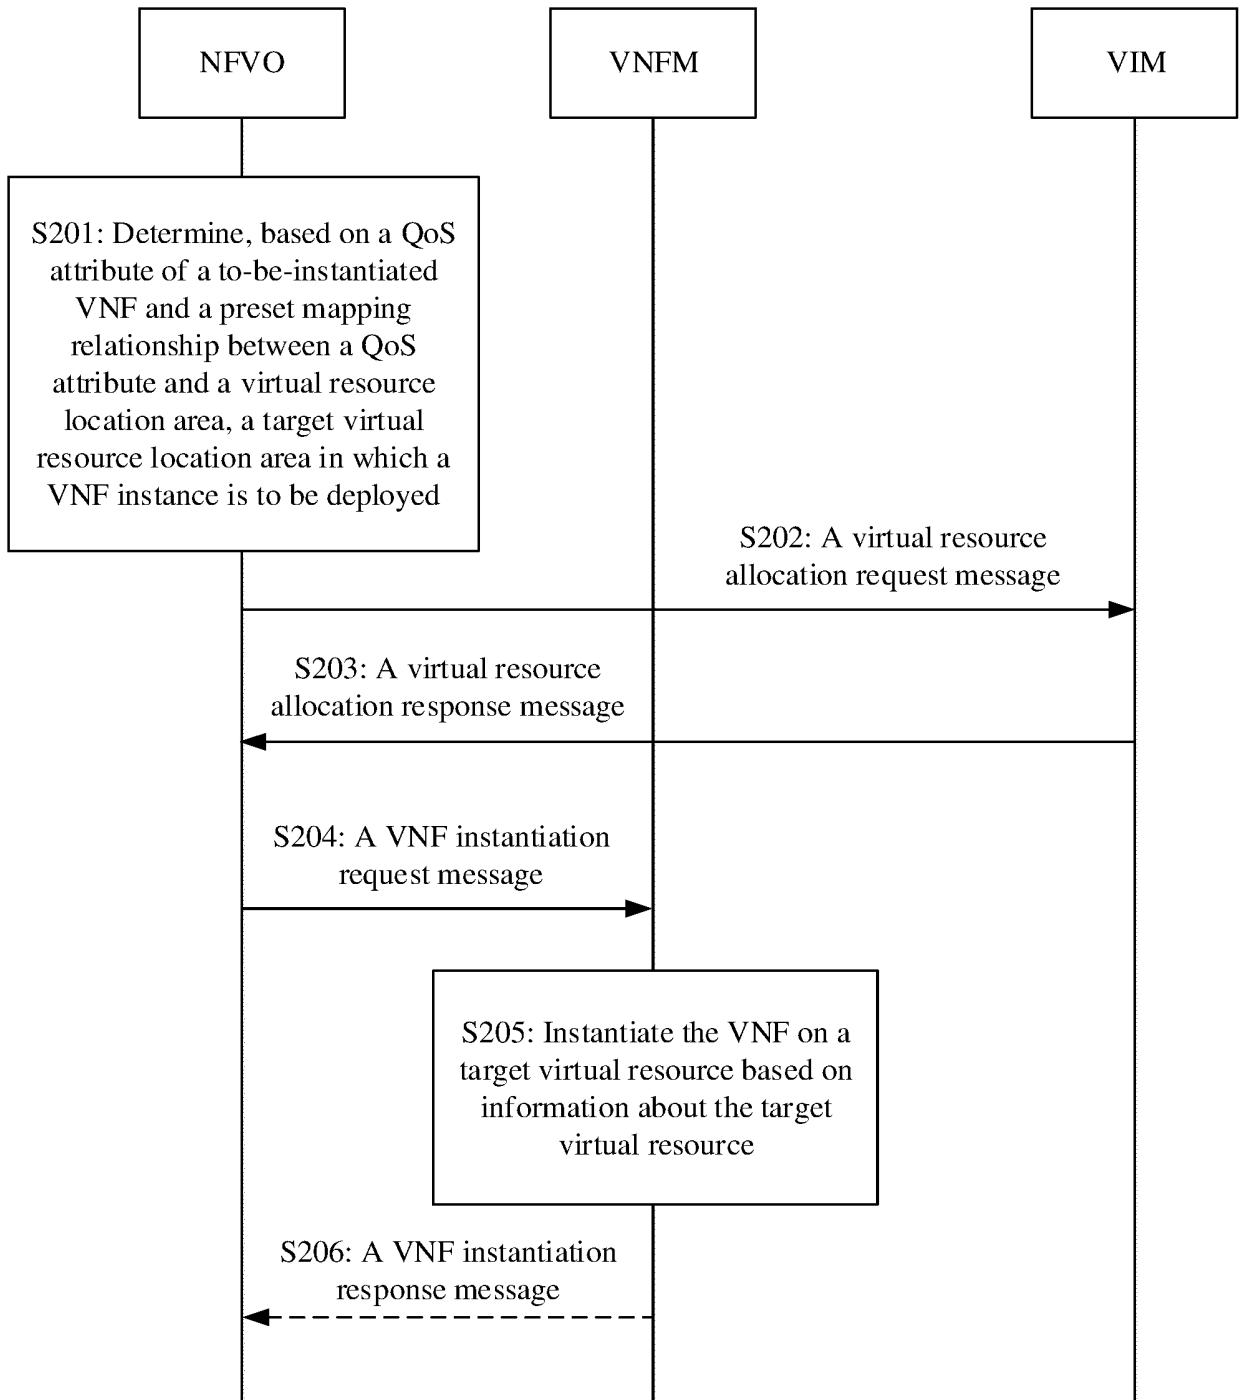 NFVO
VNFM
VIM
S201: Determine, based on a QoS
attribute of a to-be-instantiated
VNF and a preset mapping
relationship between a QoS
attribute and a virtual resource
location area, a target virtual
resource location area in which a
VNF instance is to be deployed
S202: A virtual resource
allocation request message
S203: A virtual resource
allocation response message
S204: A VNF instantiation
request message
S205: Instantiate the VNF on a
target virtual resource based on
information about the target
virtual resource
S206: A VNF instantiation
response message